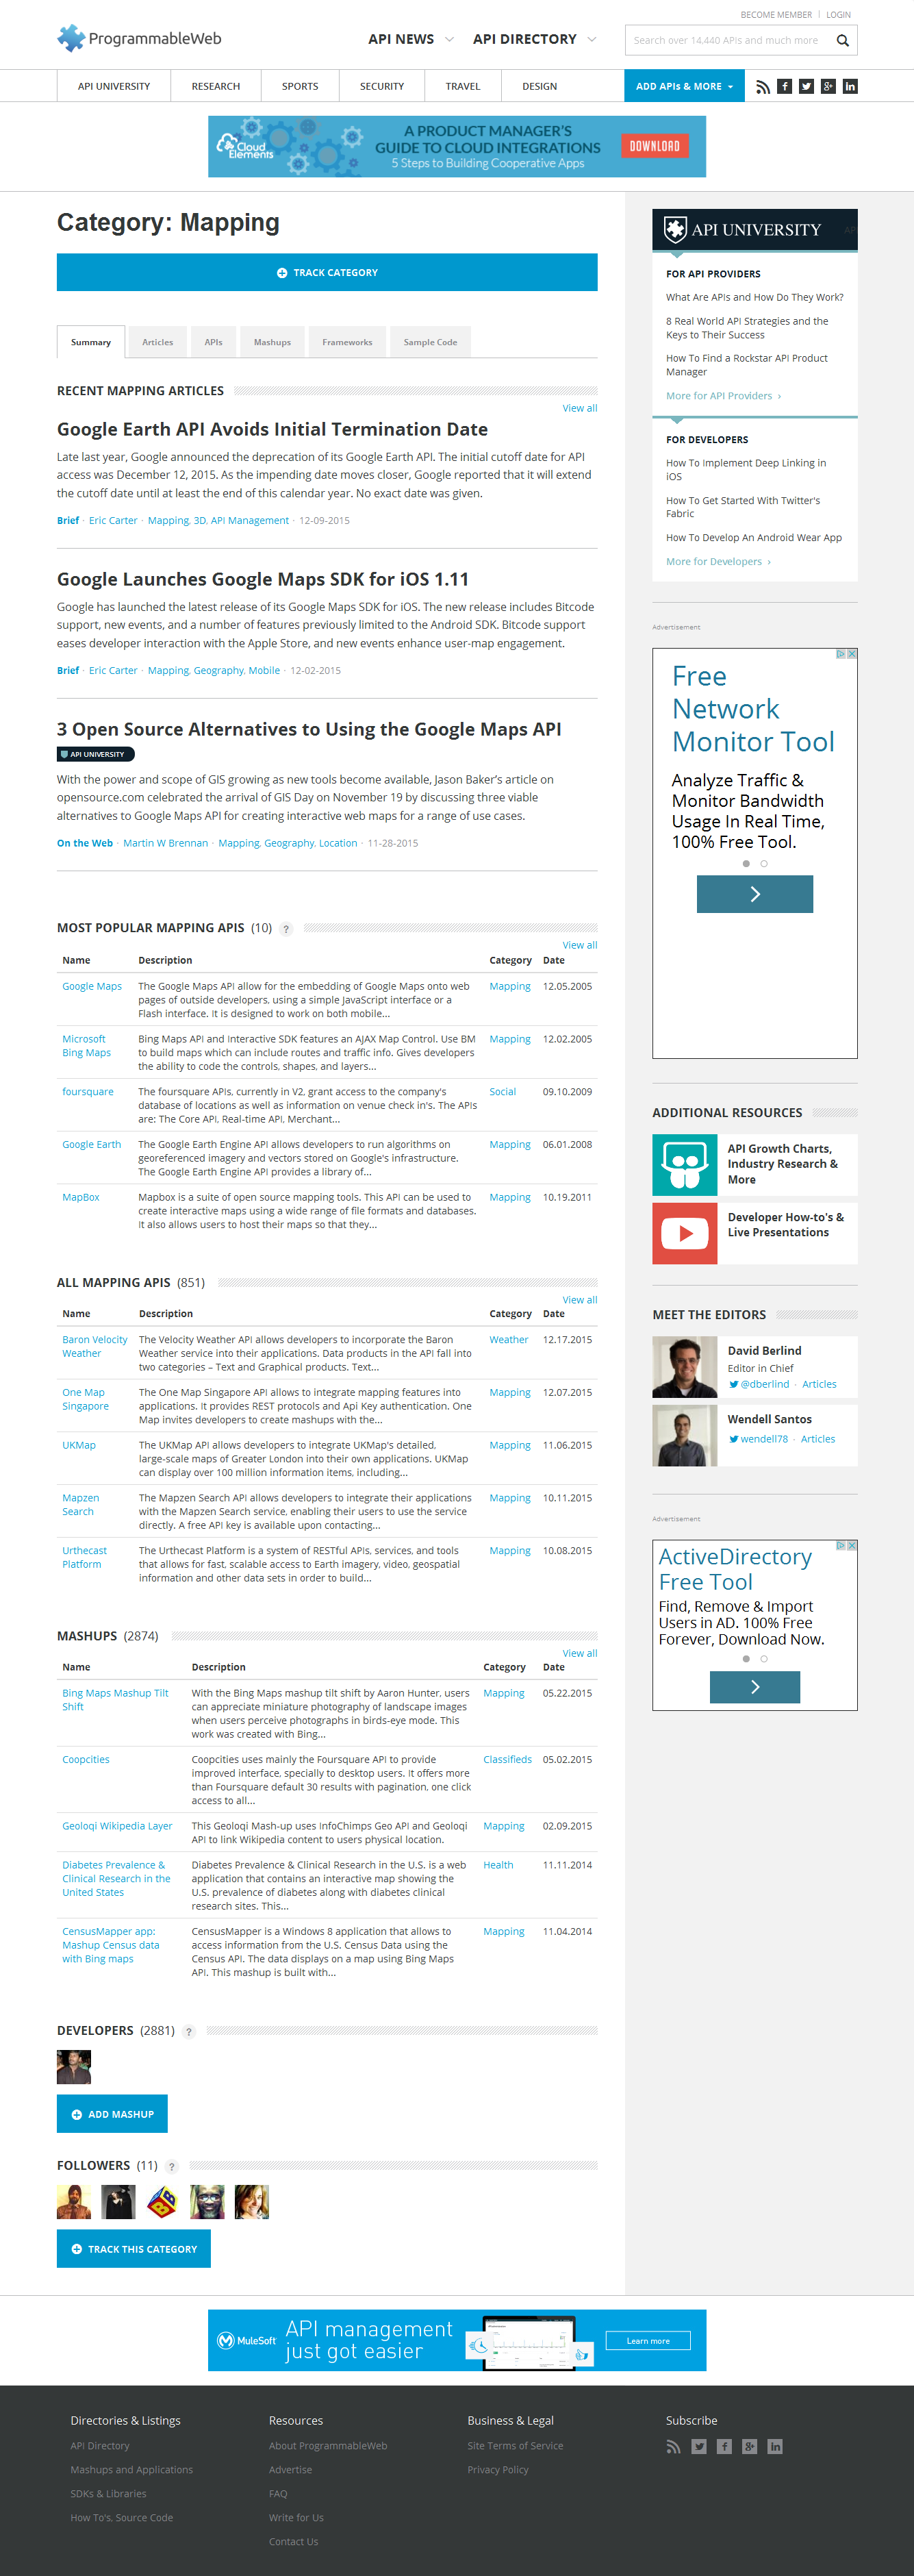 BECOME MEMBER | LOGIN
ProgrammableWeb
API NEWS
API DIRECTORY
Search over 14,440 APIs and much more
API UNIVERSITY
RESEARCH
SPORTS
SECURITY
TRAVEL
DESIGN
ADD APIs & MORE
Cloud Elements
A PRODUCT MANAGER'S
GUIDE TO CLOUD INTEGRATIONS
5 Steps to Building Cooperative Apps
DOWNLOAD
Category: Mapping
TRACK CATEGORY
Summary
Articles
APIs
Mashups
Frameworks
Sample Code
RECENT MAPPING ARTICLES
View all
Google Earth API Avoids Initial Termination Date
Late last year, Google announced the deprecation of its Google Earth API. The initial cutoff date for API
access was December 12, 2015. As the impending date moves closer, Google reported that it will extend
the cutoff date until at least the end of this calendar year. No exact date was given.
Brief · Eric Carter · Mapping, 3D, API Management · 12-09-2015
Google Launches Google Maps SDK for iOS 1.11
Google has launched the latest release of its Google Maps SDK for iOS. The new release includes Bitcode
support, new events, and a number of features previously limited to the Android SDK. Bitcode support
eases developer interaction with the Apple Store, and new events enhance user-map engagement.
Brief · Eric Carter · Mapping, Geography, Mobile · 12-02-2015
3 Open Source Alternatives to Using the Google Maps API
API UNIVERSITY
With the power and scope of GIS growing as new tools become available, Jason Baker's article on
opensource.com celebrated the arrival of GIS Day on November 19 by discussing three viable
alternatives to Google Maps API for creating interactive web maps for a range of use cases.
On the Web · Martin W Brennan · Mapping, Geography, Location · 11-28-2015
MOST POPULAR MAPPING APIS (10) ?
View all
Name Description Category Date
Google Maps The Google Maps API allow for the embedding of Google Maps onto web Mapping 12.05.2005
pages of outside developers, using a simple JavaScript interface or a
Flash interface. It is designed to work on both mobile...
Microsoft Bing Maps API and Interactive SDK features an AJAX Map Control. Use BM Mapping 12.02.2005
Bing Maps to build maps which can include routes and traffic info. Gives developers
the ability to code the controls, shapes, and layers...
foursquare The foursquare APIs, currently in V2, grant access to the company's Social 09.10.2009
database of locations as well as information on venue check in's. The APIs
are: The Core API, Real-time API, Merchant...
Google Earth The Google Earth Engine API allows developers to run algorithms on Mapping 06.01.2008
georeferenced imagery and vectors stored on Google's infrastructure.
The Google Earth Engine API provides a library of...
MapBox Mapbox is a suite of open source mapping tools. This API can be used to Mapping 10.19.2011
create interactive maps using a wide range of file formats and databases.
It also allows users to host their maps so that they...
ALL MAPPING APIS (851)
View all
Name Description Category Date
Baron Velocity The Velocity Weather API allows developers to incorporate the Baron Weather 12.17.2015
Weather Weather service into their applications. Data products in the API fall into
two categories – Text and Graphical products. Text...
One Map The One Map Singapore API allows to integrate mapping features into Mapping 12.07.2015
Singapore applications. It provides REST protocols and Api Key authentication. One
Map invites developers to create mashups with the...
UKMap The UKMap API allows developers to integrate UKMap's detailed, Mapping 11.06.2015
large-scale maps of Greater London into their own applications. UKMap
can display over 100 million information items, including...
Mapzen The Mapzen Search API allows developers to integrate their applications Mapping 10.11.2015
Search with the Mapzen Search service, enabling their users to use the service
directly. A free API key is available upon contacting...
Urthecast The Urthecast Platform is a system of RESTful APIs, services, and tools Mapping 10.08.2015
Platform that allows for fast, scalable access to Earth imagery, video, geospatial
information and other data sets in order to build...
MASHUPS (2874)
View all
Name Description Category Date
Bing Maps Mashup Tilt With the Bing Maps mashup tilt shift by Aaron Hunter, users Mapping 05.22.2015
Shift can appreciate miniature photography of landscape images
when users perceive photographs in birds-eye mode. This
work was created with Bing...
Coopcities Coopcities uses mainly the Foursquare API to provide Classifieds 05.02.2015
improved interface, specially to desktop users. It offers more
than Foursquare default 30 results with pagination, one click
access to all...
Geoloqi Wikipedia Layer This Geoloqi Mash-up uses InfoChimps Geo API and Geoloqi Mapping 02.09.2015
API to link Wikipedia content to users physical location.
Diabetes Prevalence & Diabetes Prevalence & Clinical Research in the U.S. is a web Health 11.11.2014
Clinical Research in the application that contains an interactive map showing the
United States U.S. prevalence of diabetes along with diabetes clinical
research sites. This...
CensusMapper app: CensusMapper is a Windows 8 application that allows to Mapping 11.04.2014
Mashup Census data access information from the U.S. Census Data using the
with Bing maps Census API. The data displays on a map using Bing Maps
API. This mashup is built with...
DEVELOPERS (2881) ?
ADD MASHUP
FOLLOWERS (11) ?
TRACK THIS CATEGORY
API UNIVERSITY
FOR API PROVIDERS
What Are APIs and How Do They Work?
8 Real World API Strategies and the
Keys to Their Success
How To Find a Rockstar API Product
Manager
More for API Providers ›
FOR DEVELOPERS
How To Implement Deep Linking in
iOS
How To Get Started With Twitter's
Fabric
How To Develop An Android Wear App
More for Developers ›
Advertisement
Free
Network
Monitor Tool
Analyze Traffic &
Monitor Bandwidth
Usage In Real Time,
100% Free Tool.
ADDITIONAL RESOURCES
API Growth Charts,
Industry Research &
More
Developer How-to's &
Live Presentations
MEET THE EDITORS
David Berlind
Editor in Chief
@dberlind · Articles
Wendell Santos
wendell78 · Articles
Advertisement
ActiveDirectory
Free Tool
Find, Remove & Import
Users in AD. 100% Free
Forever, Download Now.
MuleSoft
API management
just got easier
Learn more
Directories & Listings
API Directory
Mashups and Applications
SDKs & Libraries
How To's, Source Code
Resources
About ProgrammableWeb
Advertise
FAQ
Write for Us
Contact Us
Business & Legal
Site Terms of Service
Privacy Policy
Subscribe